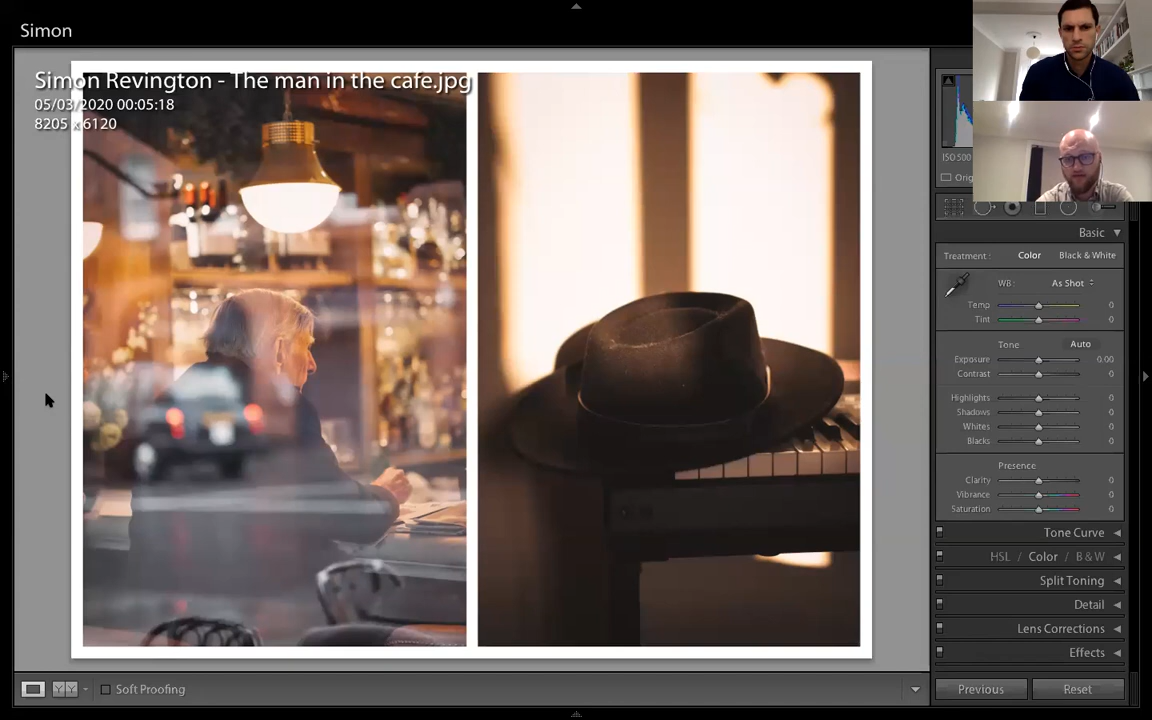 Simon
Simon Revington - The man in the cafe.jpg
05/03/2020 00:05:18
8205 x 6120
ISO 500
Basic
Treatment: Color Black & White
WB: As Shot
Temp 0
Tint 0
Tone Auto
Exposure 0.00
Contrast 0
Highlights 0
Shadows 0
Whites 0
Blacks 0
Presence
Clarity 0
Vibrance 0
Saturation 0
Tone Curve
HSL / Color / B & W
Split Toning
Detail
Lens Corrections
Effects
Soft Proofing
Previous Reset